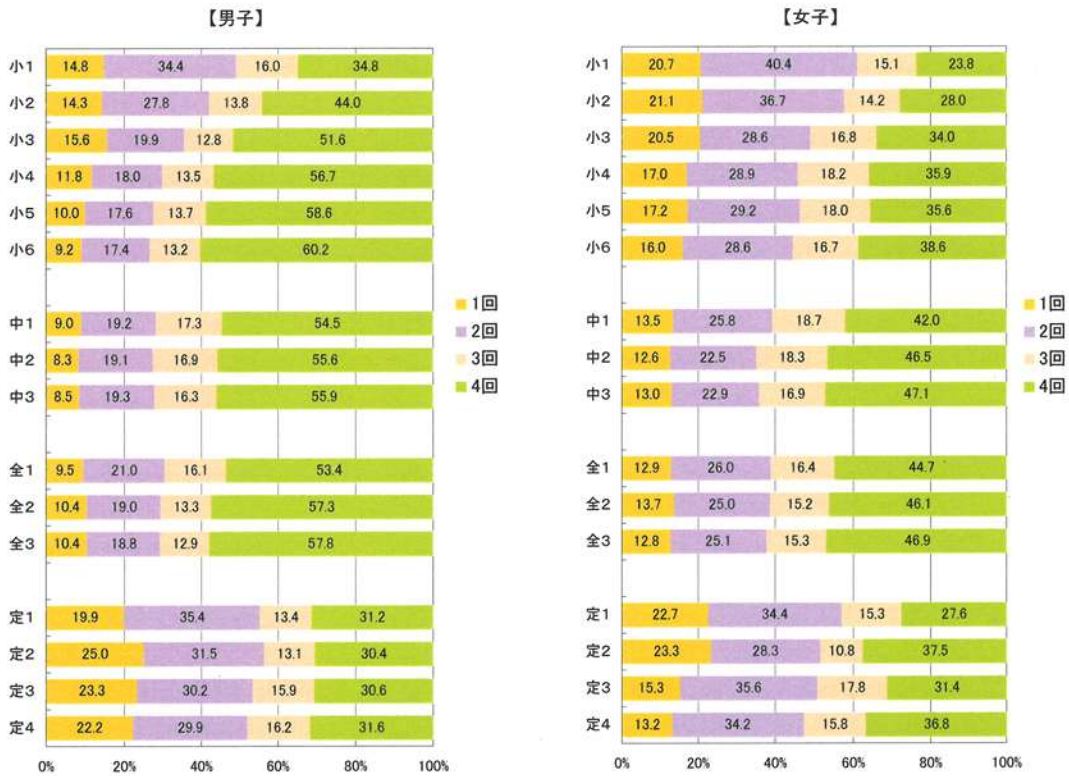 【男子】
小1 14.8 34.4 16.0 34.8
小2 14.3 27.8 13.8 44.0
小3 15.6 19.9 12.8 51.6
小4 11.8 18.0 13.5 56.7
小5 10.0 17.6 13.7 58.6
小6 9.2 17.4 13.2 60.2
中1 9.0 19.2 17.3 54.5
中2 8.3 19.1 16.9 55.6
中3 8.5 19.3 16.3 55.9
全1 9.5 21.0 16.1 53.4
全2 10.4 19.0 13.3 57.3
全3 10.4 18.8 12.9 57.8
定1 19.9 35.4 13.4 31.2
定2 25.0 31.5 13.1 30.4
定3 23.3 30.2 15.9 30.6
定4 22.2 29.9 16.2 31.6
0% 20% 40% 60% 80% 100%
1回
2回
3回
4回
【女子】
小1 20.7 40.4 15.1 23.8
小2 21.1 36.7 14.2 28.0
小3 20.5 28.6 16.8 34.0
小4 17.0 28.9 18.2 35.9
小5 17.2 29.2 18.0 35.6
小6 16.0 28.6 16.7 38.6
中1 13.5 25.8 18.7 42.0
中2 12.6 22.5 18.3 46.5
中3 13.0 22.9 16.9 47.1
全1 12.9 26.0 16.4 44.7
全2 13.7 25.0 15.2 46.1
全3 12.8 25.1 15.3 46.9
定1 22.7 34.4 15.3 27.6
定2 23.3 28.3 10.8 37.5
定3 15.3 35.6 17.8 31.4
定4 13.2 34.2 15.8 36.8
0% 20% 40% 60% 80% 100%
1回
2回
3回
4回